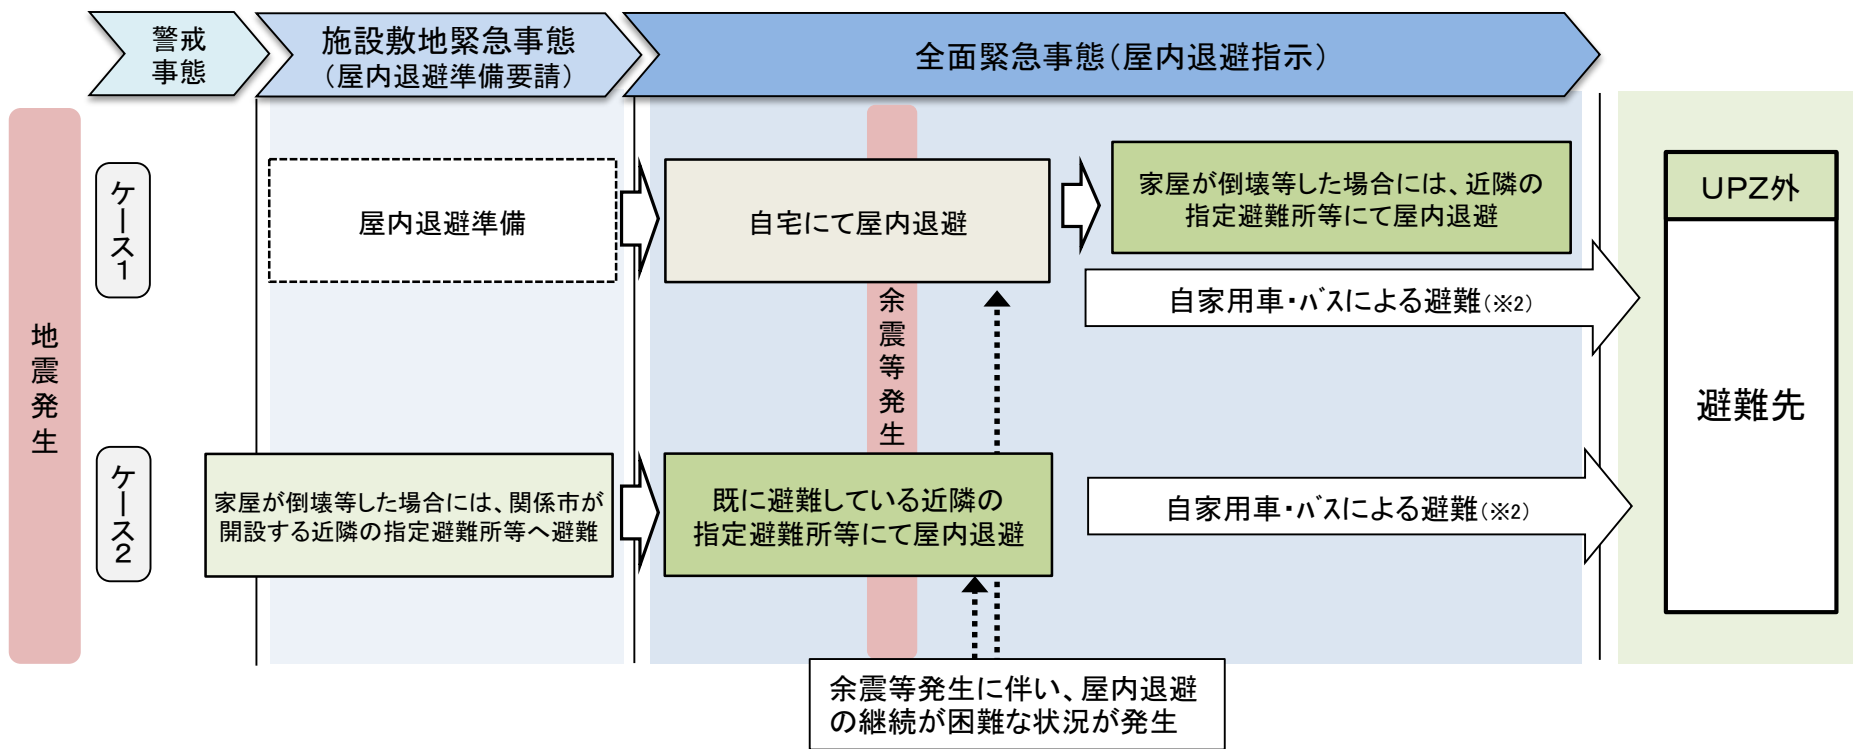 警戒
事態
施設敷地緊急事態
（屋内退避準備要請）
全面緊急事態（屋内退避指示）
地震発生
ケース1
屋内退避準備
自宅にて屋内退避
家屋が倒壊等した場合には、近隣の
指定避難所等にて屋内退避
自家用車・バスによる避難（※2）
余震等発生
UPZ外
避難先
ケース2
家屋が倒壊等した場合には、関係市が
開設する近隣の指定避難所等へ避難
既に避難している近隣の
指定避難所等にて屋内退避
自家用車・バスによる避難（※2）
余震等発生に伴い、屋内退避
の継続が困難な状況が発生